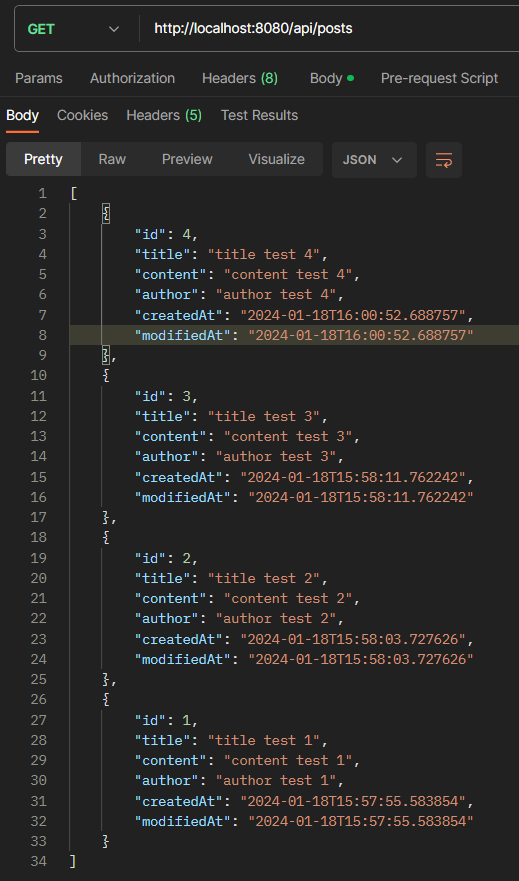 GET http://localhost:8080/api/posts
Params Authorization Headers (8) Body Pre-request Script
Body Cookies Headers (5) Test Results
Pretty Raw Preview Visualize JSON
1 [
2 {
3 "id": 4,
4 "title": "title test 4",
5 "content": "content test 4",
6 "author": "author test 4",
7 "createdAt": "2024-01-18T16:00:52.688757",
8 "modifiedAt": "2024-01-18T16:00:52.688757"
9 },
10 {
11 "id": 3,
12 "title": "title test 3",
13 "content": "content test 3",
14 "author": "author test 3",
15 "createdAt": "2024-01-18T15:58:11.762242",
16 "modifiedAt": "2024-01-18T15:58:11.762242"
17 },
18 {
19 "id": 2,
20 "title": "title test 2",
21 "content": "content test 2",
22 "author": "author test 2",
23 "createdAt": "2024-01-18T15:58:03.727626",
24 "modifiedAt": "2024-01-18T15:58:03.727626"
25 },
26 {
27 "id": 1,
28 "title": "title test 1",
29 "content": "content test 1",
30 "author": "author test 1",
31 "createdAt": "2024-01-18T15:57:55.583854",
32 "modifiedAt": "2024-01-18T15:57:55.583854"
33 }
34 ]